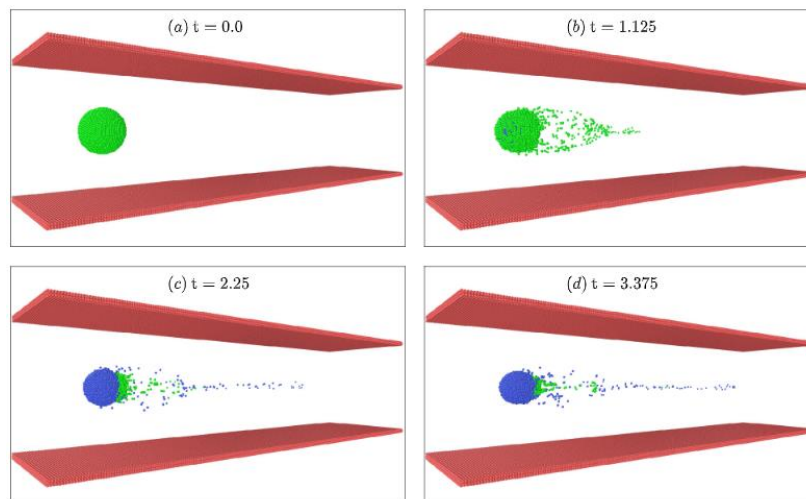 (a) t = 0.0
(b) t = 1.125
(c) t = 2.25
(d) t = 3.375